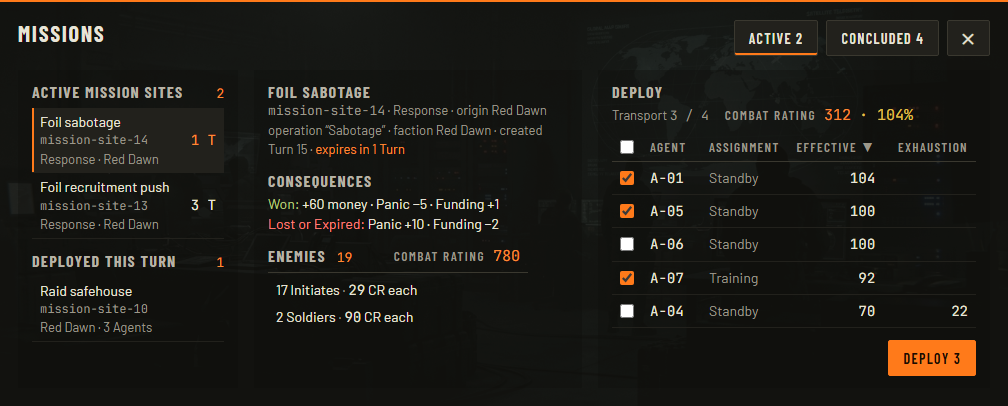 MISSIONS
ACTIVE 2
CONCLUDED 4
✕
ACTIVE MISSION SITES 2
Foil sabotage
mission-site-14 1 T
Response · Red Dawn
Foil recruitment push
mission-site-13 3 T
Response · Red Dawn
DEPLOYED THIS TURN 1
Raid safehouse
mission-site-10
Red Dawn · 3 Agents
FOIL SABOTAGE
mission-site-14 · Response · origin Red Dawn
operation “Sabotage” · faction Red Dawn · created
Turn 15 · expires in 1 Turn
CONSEQUENCES
Won: +60 money · Panic −5 · Funding +1
Lost or Expired: Panic +10 · Funding −2
ENEMIES 19 COMBAT RATING 780
17 Initiates · 29 CR each
2 Soldiers · 90 CR each
DEPLOY
Transport 3 / 4 COMBAT RATING 312 · 104%
AGENT ASSIGNMENT EFFECTIVE ▼ EXHAUSTION
A-01 Standby 104
A-05 Standby 100
A-06 Standby 100
A-07 Training 92
A-04 Standby 70 22
DEPLOY 3